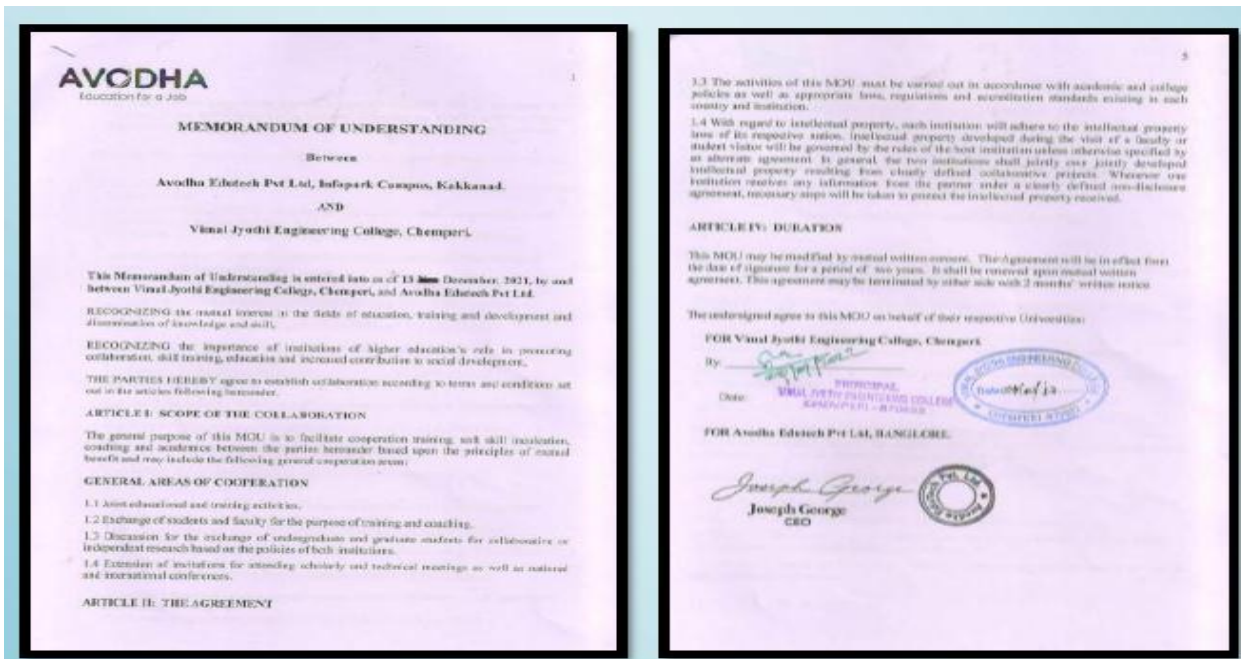 AVODHA
Education for a Job
1
MEMORANDUM OF UNDERSTANDING
Between
Avodha Edutech Pvt Ltd, Infopark Campus, Kakkanad.
AND
Vimal Jyothi Engineering College, Chemperi.
This Memorandum of Understanding is entered into as of 13 December, 2021, by and
between Vimal Jyothi Engineering College, Chemperi, and Avodha Edutech Pvt Ltd.
RECOGNIZING the mutual interest in the fields of education, training and development and
dissemination of knowledge and skill,
RECOGNIZING the importance of institutions of higher education's role in promoting
collaboration, skill training, education and increased contribution to social development,
THE PARTIES HEREBY agree to establish collaboration according to terms and conditions set
out in the articles following hereunder.
ARTICLE I: SCOPE OF THE COLLABORATION
The general purpose of this MOU is to facilitate cooperation training, and skill inculcation,
coaching and academics between the parties hereunder based upon the principles of mutual
benefit and may include the following general cooperation areas:
GENERAL AREAS OF COOPERATION
1.1 Joint educational and training activities.
1.2 Exchange of students and faculty for the purpose of training and coaching.
1.3 Discussion for the exchange of undergraduate and graduate students for collaborative or
independent research based on the policies of both institutions.
1.4 Extension of invitations for attending scholarly and technical meetings as well as national
and international conferences.
ARTICLE II: THE AGREEMENT
5
3.3 The activities of this MOU must be carried out in accordance with academic and college
policies as well as appropriate laws, regulations and accreditation standards existing in each
country and institution.
3.4 With regard to intellectual property, each institution will adhere to the intellectual property
laws of its respective nation. Intellectual property developed during the visit of a faculty or
student visitor will be governed by the rules of the host institution unless otherwise specified by
an alternate agreement. In general, the two institutions shall jointly own jointly developed
intellectual property resulting from clearly defined collaborative projects. Whenever one
institution receives any information from the partner under a clearly defined non-disclosure
agreement, necessary steps will be taken to protect the intellectual property received.
ARTICLE IV: DURATION
This MOU may be modified by mutual written consent. The Agreement will be in effect from
the date of signature for a period of two years. It shall be renewed upon mutual written
agreement. This agreement may be terminated by either side with 2 months' written notice
The undersigned agree to this MOU on behalf of their respective Universities:
FOR Vimal Jyothi Engineering College, Chemperi.
By:
Date:
PRINCIPAL
VIMAL JYOTHI ENGINEERING COLLEGE
FOR Avodha Edutech Pvt Ltd, BANGLORE.
Joseph George
Joseph George
CEO